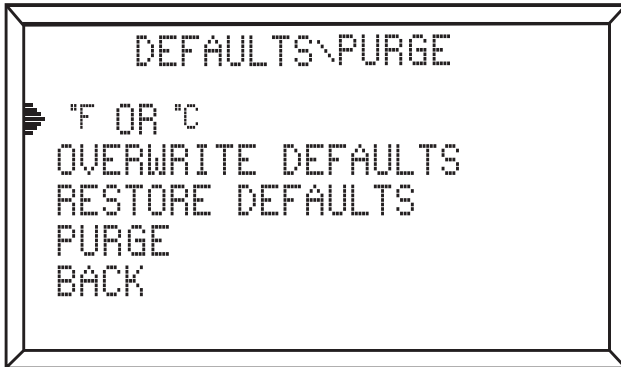 DEFAULTS\PURGE
°F OR °C
OVERWRITE DEFAULTS
RESTORE DEFAULTS
PURGE
BACK